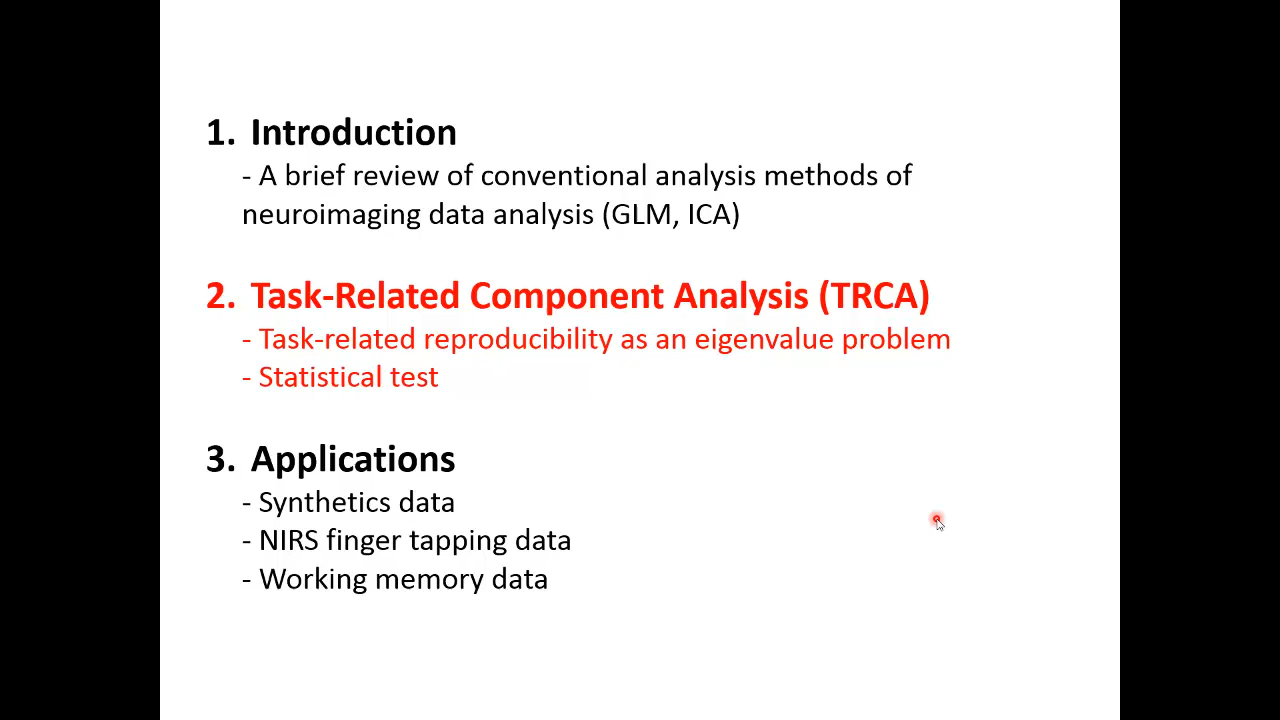 1. Introduction
- A brief review of conventional analysis methods of
neuroimaging data analysis (GLM, ICA)
2. Task-Related Component Analysis (TRCA)
- Task-related reproducibility as an eigenvalue problem
- Statistical test
3. Applications
- Synthetics data
- NIRS finger tapping data
- Working memory data